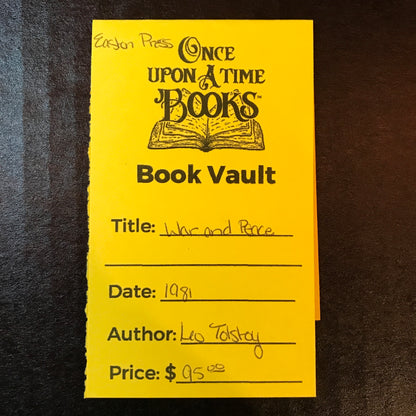 Easton Press
ONCE
UPON A TIME
BOOKS™
Book Vault
Title: War and Peace
Date: 1981
Author: Leo Tolstoy
Price: $ 95.00